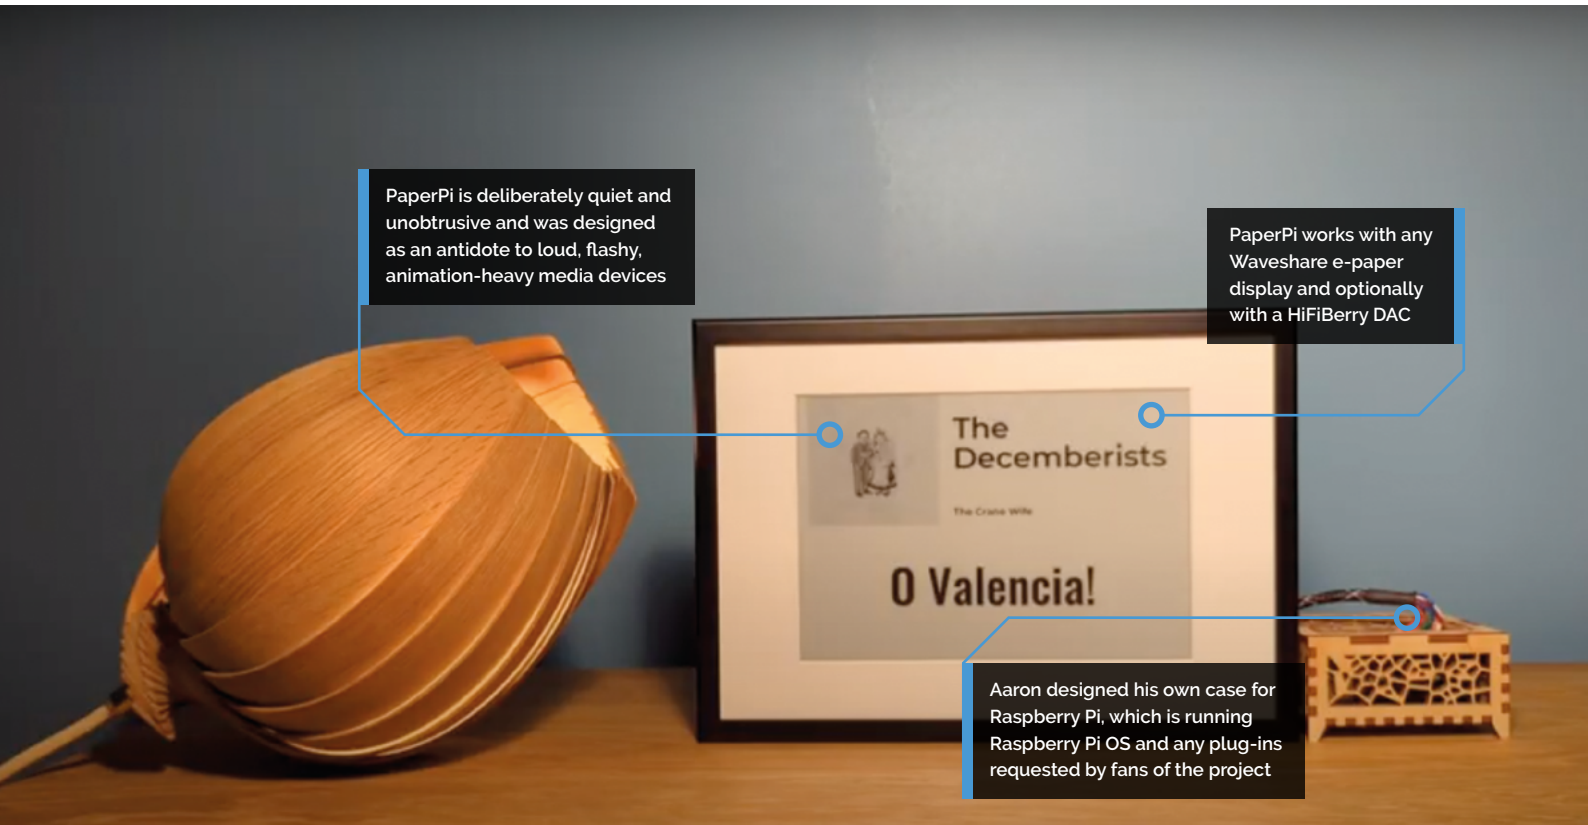 PaperPi is deliberately quiet and
unobtrusive and was designed
as an antidote to loud, flashy,
animation-heavy media devices
PaperPi works with any
Waveshare e-paper
display and optionally
with a HiFiBerry DAC
The
Decemberists
The Crane Wife
O Valencia!
Aaron designed his own case for
Raspberry Pi, which is running
Raspberry Pi OS and any plug-ins
requested by fans of the project